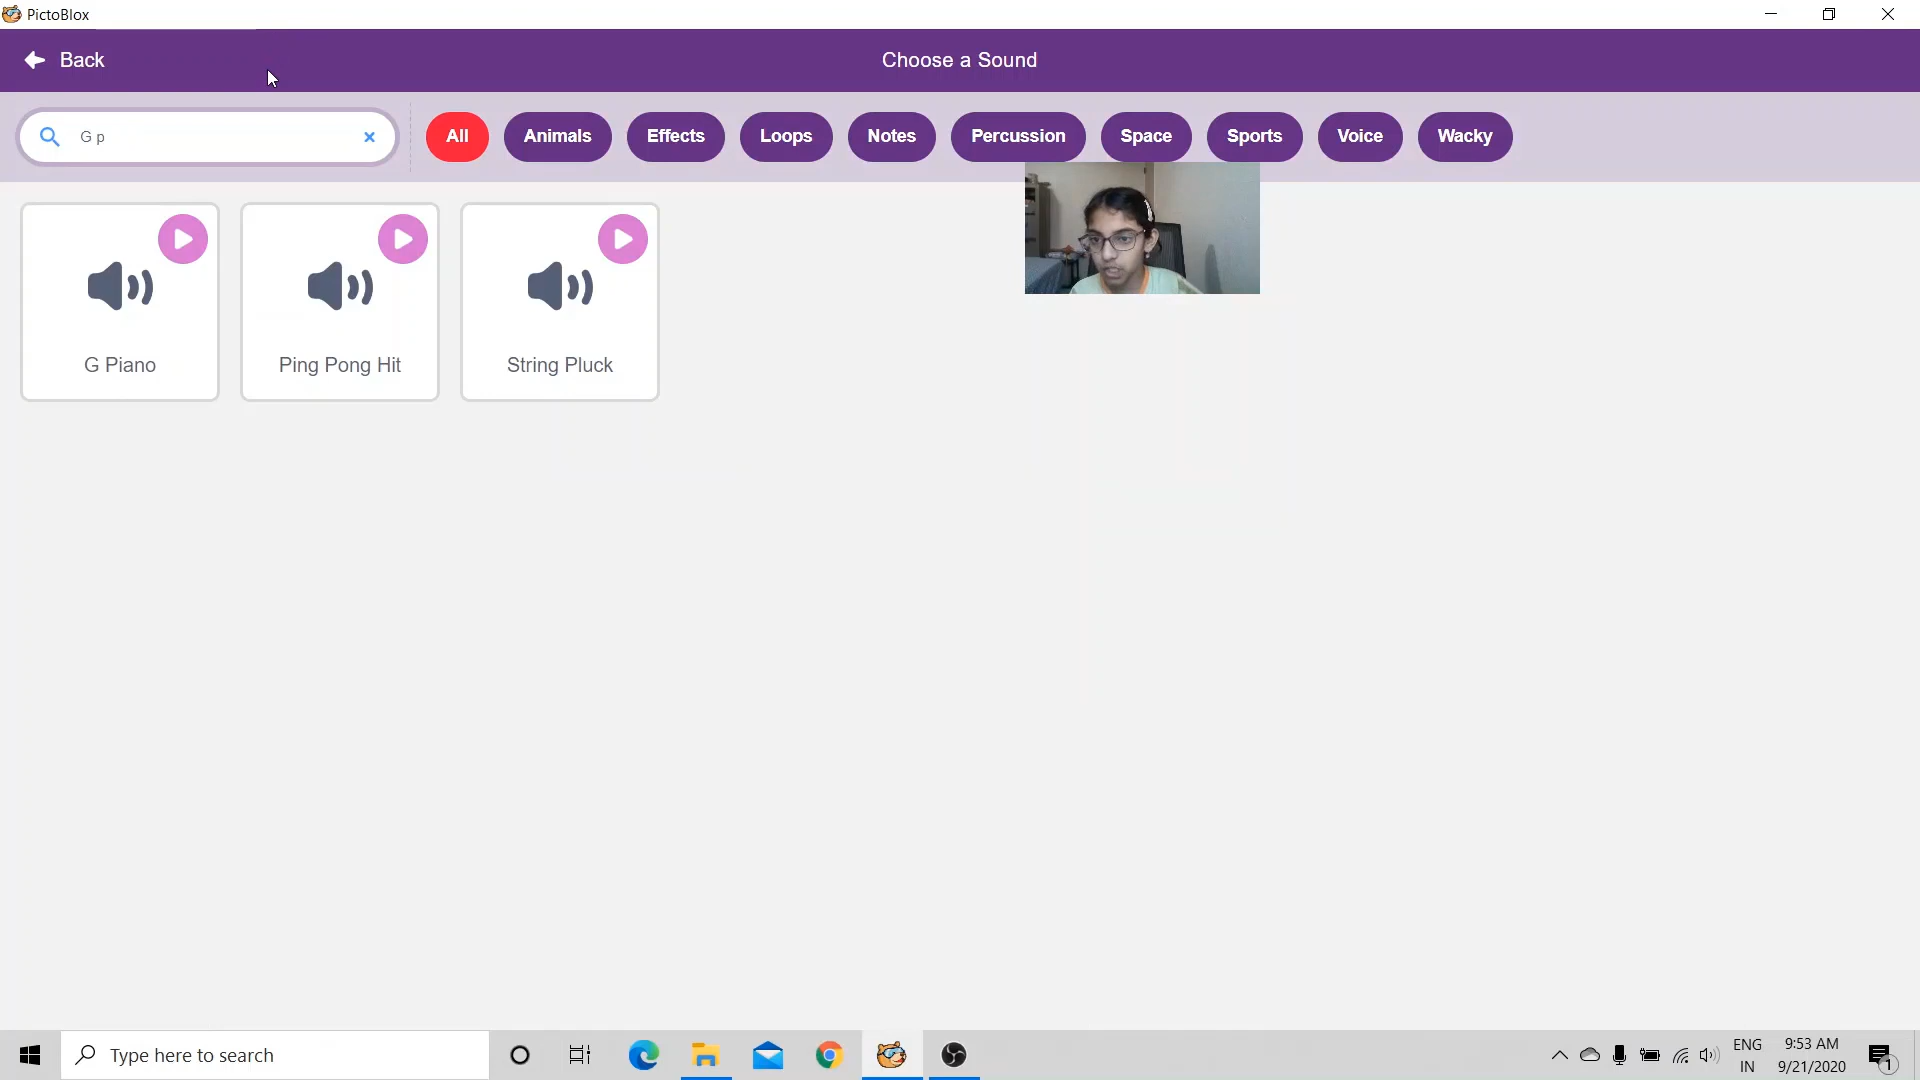 PictoBlox
Back
Choose a Sound
G p
All
Animals
Effects
Loops
Notes
Percussion
Space
Sports
Voice
Wacky
G Piano
Ping Pong Hit
String Pluck
Type here to search
ENG
IN
9:53 AM
9/21/2020
1